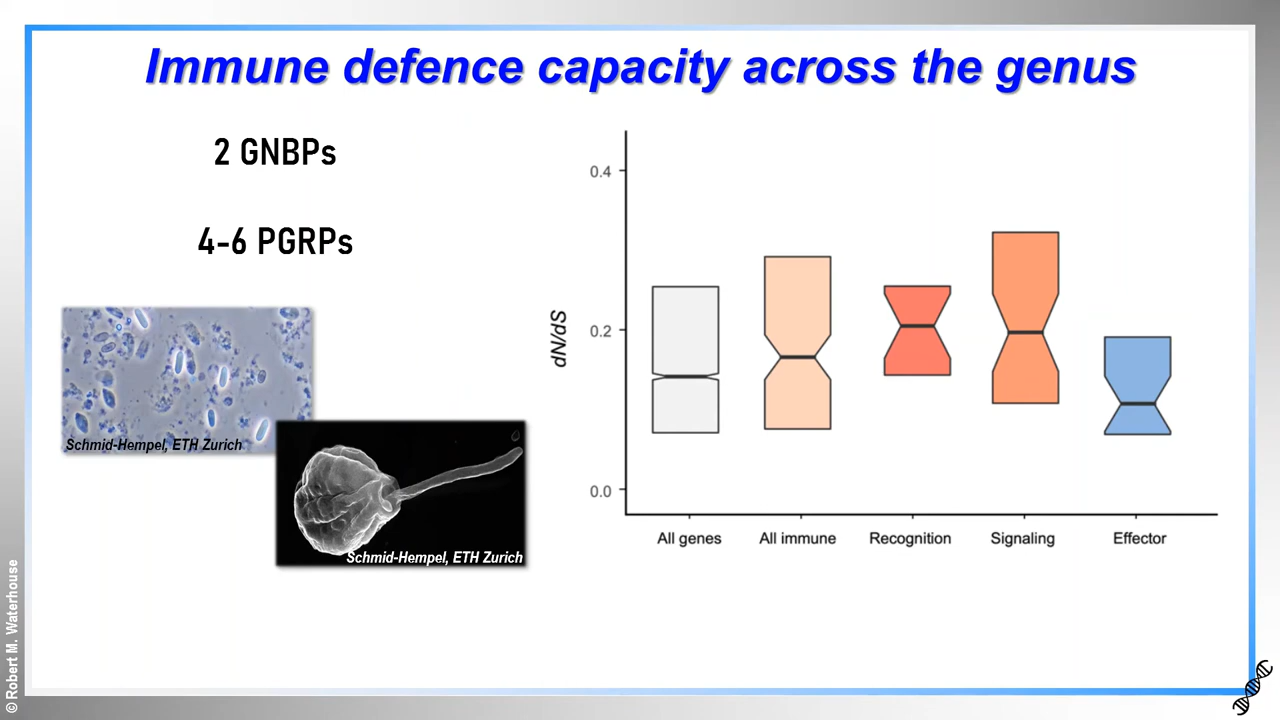 Immune defence capacity across the genus
2 GNBPs
4-6 PGRPs
Schmid-Hempel, ETH Zurich
Schmid-Hempel, ETH Zurich
dN/dS
0.4
0.2
0.0
All genes
All immune
Recognition
Signaling
Effector
© Robert M. Waterhouse